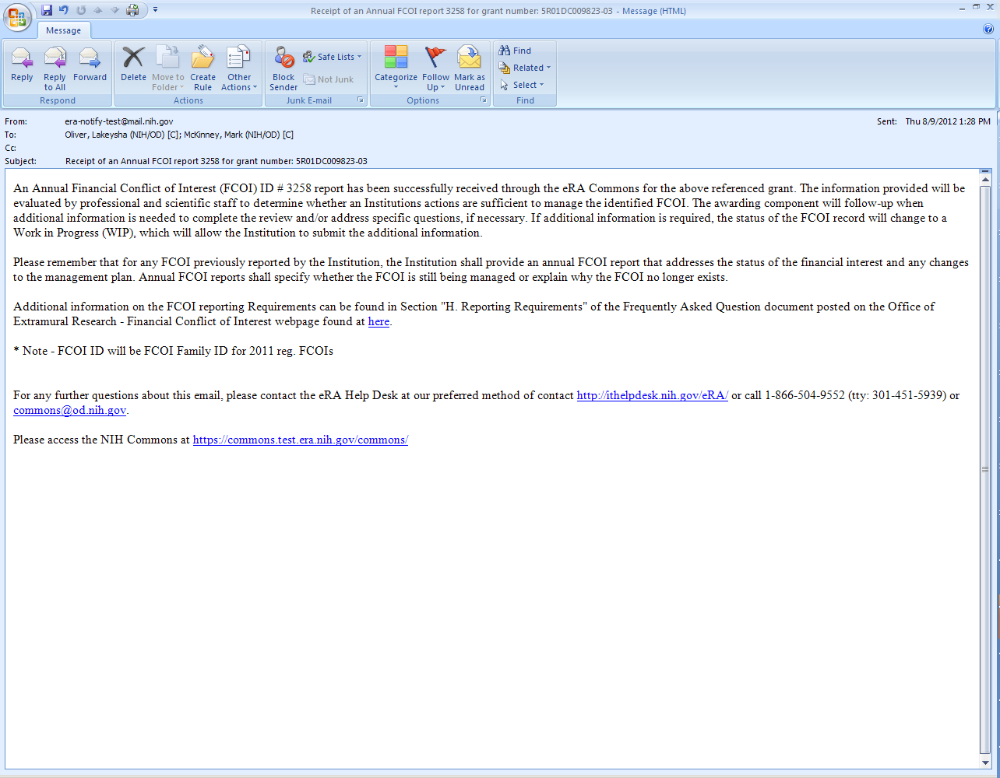 Receipt of an Annual FCOI report 3258 for grant number: 5R01DC009823-03 - Message (HTML)
Message
Reply
Reply to All
Forward
Respond
Delete
Move to Folder
Create Rule
Other Actions
Actions
Block Sender
Safe Lists
Not Junk
Junk E-mail
Categorize
Follow Up
Mark as Unread
Options
Find
Related
Select
Find
From: era-notify-test@mail.nih.gov
Sent: Thu 8/9/2012 1:28 PM
To: Oliver, Lakeysha (NIH/OD) [C]; McKinney, Mark (NIH/OD) [C]
Cc:
Subject: Receipt of an Annual FCOI report 3258 for grant number: 5R01DC009823-03
An Annual Financial Conflict of Interest (FCOI) ID # 3258 report has been successfully received through the eRA Commons for the above referenced grant. The information provided will be
evaluated by professional and scientific staff to determine whether an Institutions actions are sufficient to manage the identified FCOI. The awarding component will follow-up when
additional information is needed to complete the review and/or address specific questions, if necessary. If additional information is required, the status of the FCOI record will change to a
Work in Progress (WIP), which will allow the Institution to submit the additional information.
Please remember that for any FCOI previously reported by the Institution, the Institution shall provide an annual FCOI report that addresses the status of the financial interest and any changes
to the management plan. Annual FCOI reports shall specify whether the FCOI is still being managed or explain why the FCOI no longer exists.
Additional information on the FCOI reporting Requirements can be found in Section "H. Reporting Requirements" of the Frequently Asked Question document posted on the Office of
Extramural Research - Financial Conflict of Interest webpage found at here.
* Note - FCOI ID will be FCOI Family ID for 2011 reg. FCOIs
For any further questions about this email, please contact the eRA Help Desk at our preferred method of contact http://ithelpdesk.nih.gov/eRA/ or call 1-866-504-9552 (tty: 301-451-5939) or
commons@od.nih.gov.
Please access the NIH Commons at https://commons.test.era.nih.gov/commons/